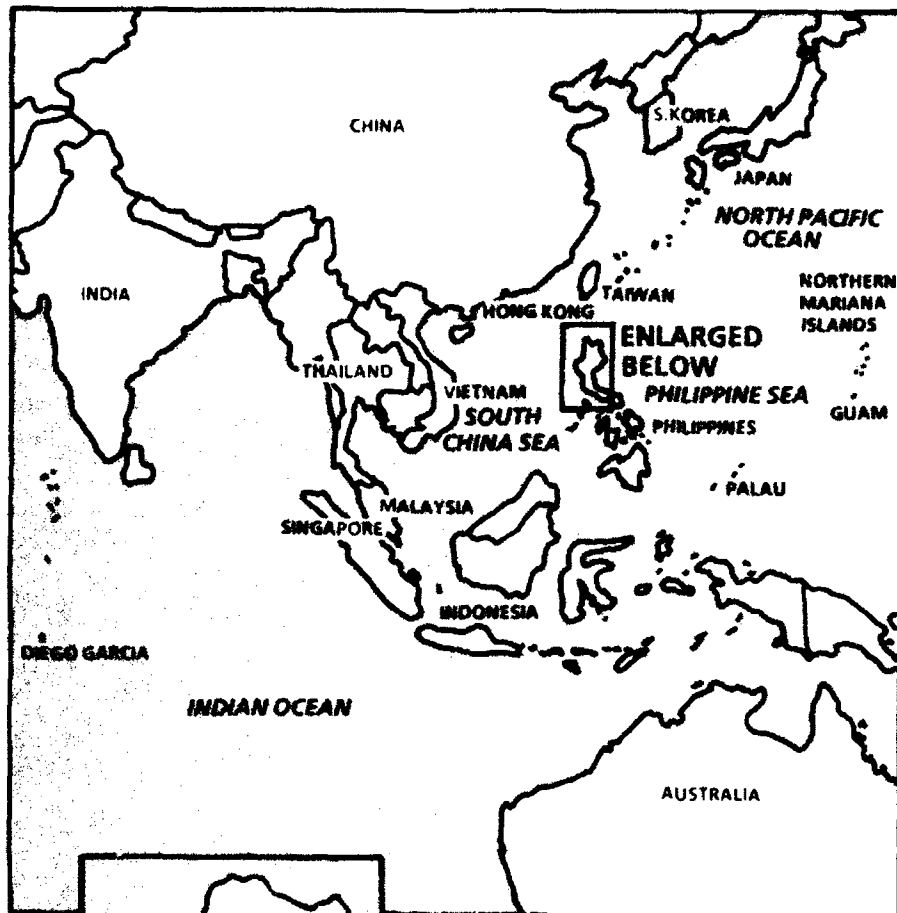 CHINA
S.KOREA
JAPAN
NORTH PACIFIC
OCEAN
INDIA
TAIWAN
NORTHERN
MARIANA
ISLANDS
HONG KONG
ENLARGED
BELOW
THAILAND
VIETNAM
PHILIPPINE SEA
SOUTH
CHINA SEA
GUAM
PHILIPPINES
PALAU
MALAYSIA
SINGAPORE
INDONESIA
DIEGO GARCIA
INDIAN OCEAN
AUSTRALIA